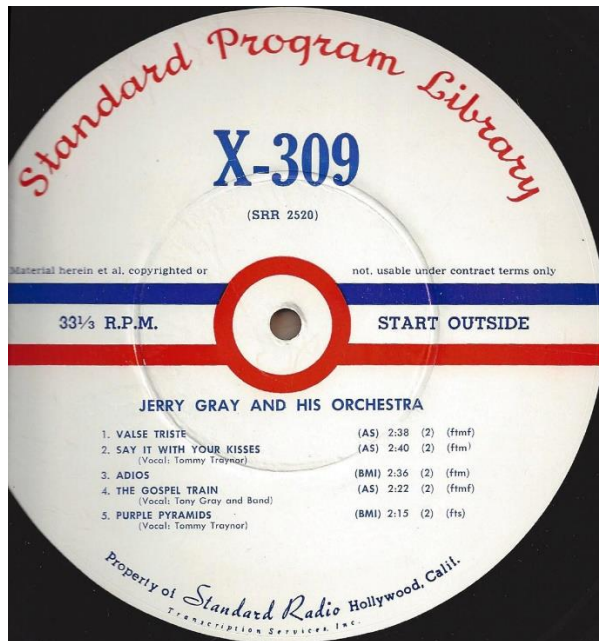 Standard Program Library
X-309
(SRR 2520)
Material herein et al, copyrighted or not, usable under contract terms only
33⅓ R.P.M. START OUTSIDE
JERRY GRAY AND HIS ORCHESTRA
1. VALSE TRISTE (AS) 2:38 (2) (ftmf)
2. SAY IT WITH YOUR KISSES (AS) 2:40 (2) (ftm)
(Vocal: Tommy Traynor)
3. ADIOS (BMI) 2:36 (2) (ftm)
4. THE GOSPEL TRAIN (AS) 2:22 (2) (ftmf)
(Vocal: Tony Gray and Band)
5. PURPLE PYRAMIDS (BMI) 2:15 (2) (fts)
(Vocal: Tommy Traynor)
Property of Standard Radio Hollywood, Calif.
Transcription Services, Inc.